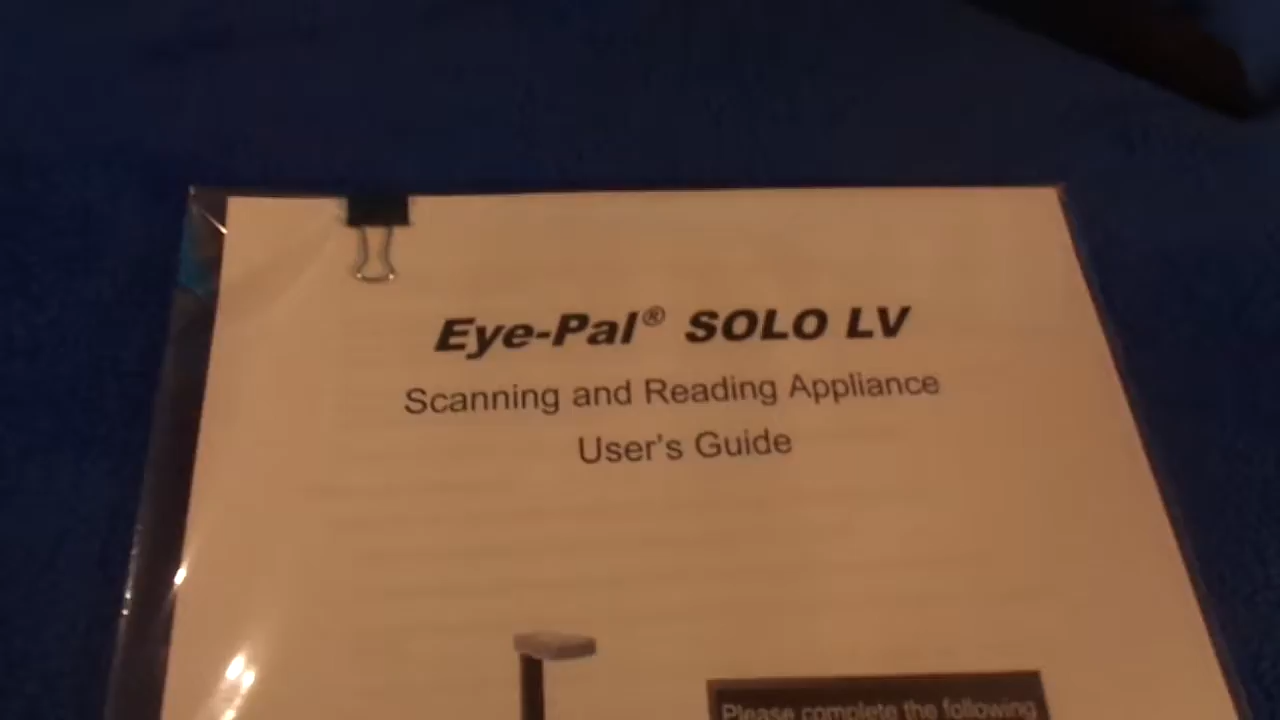 Eye-Pal® SOLO LV
Scanning and Reading Appliance
User's Guide
Please complete the following